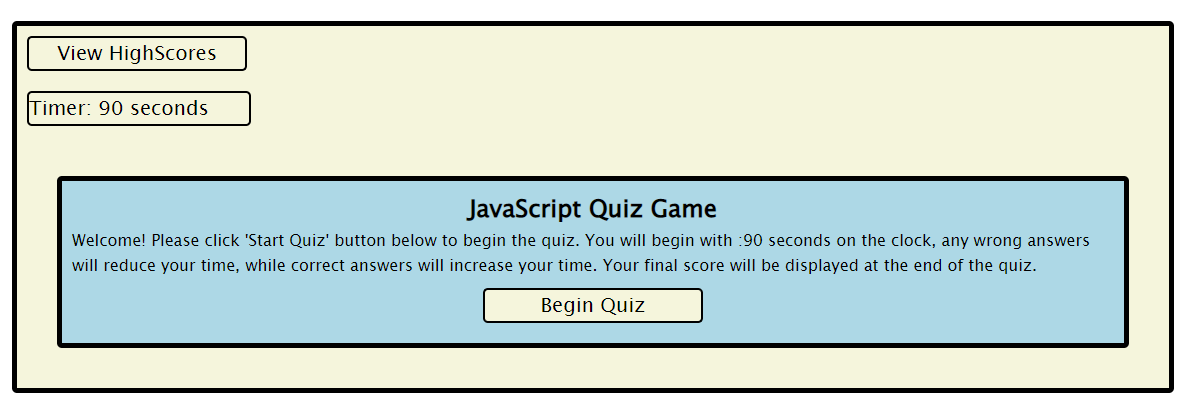 View HighScores
Timer: 90 seconds
JavaScript Quiz Game
Welcome! Please click 'Start Quiz' button below to begin the quiz. You will begin with :90 seconds on the clock, any wrong answers
will reduce your time, while correct answers will increase your time. Your final score will be displayed at the end of the quiz.
Begin Quiz